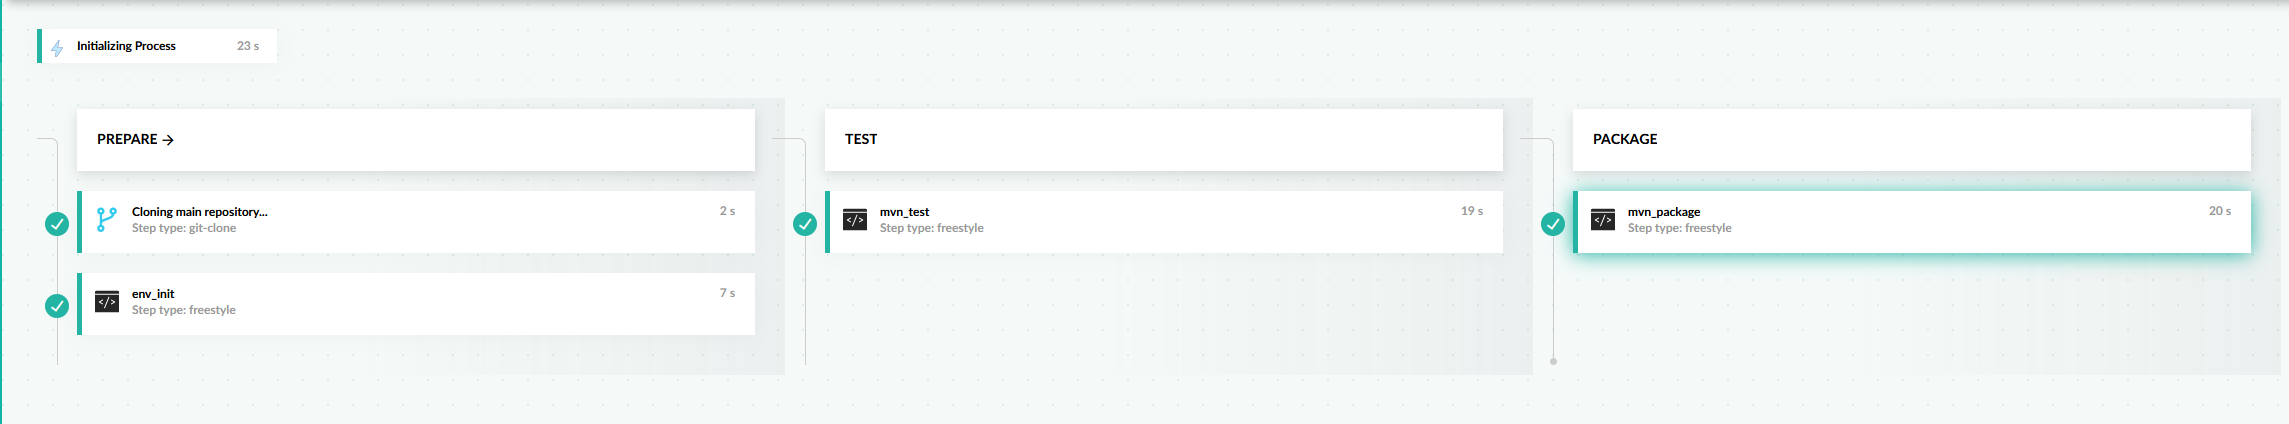 Initializing Process 23 s
PREPARE →
Cloning main repository... 2 s
Step type: git-clone
env_init 7 s
Step type: freestyle
TEST
mvn_test 19 s
Step type: freestyle
PACKAGE
mvn_package 20 s
Step type: freestyle